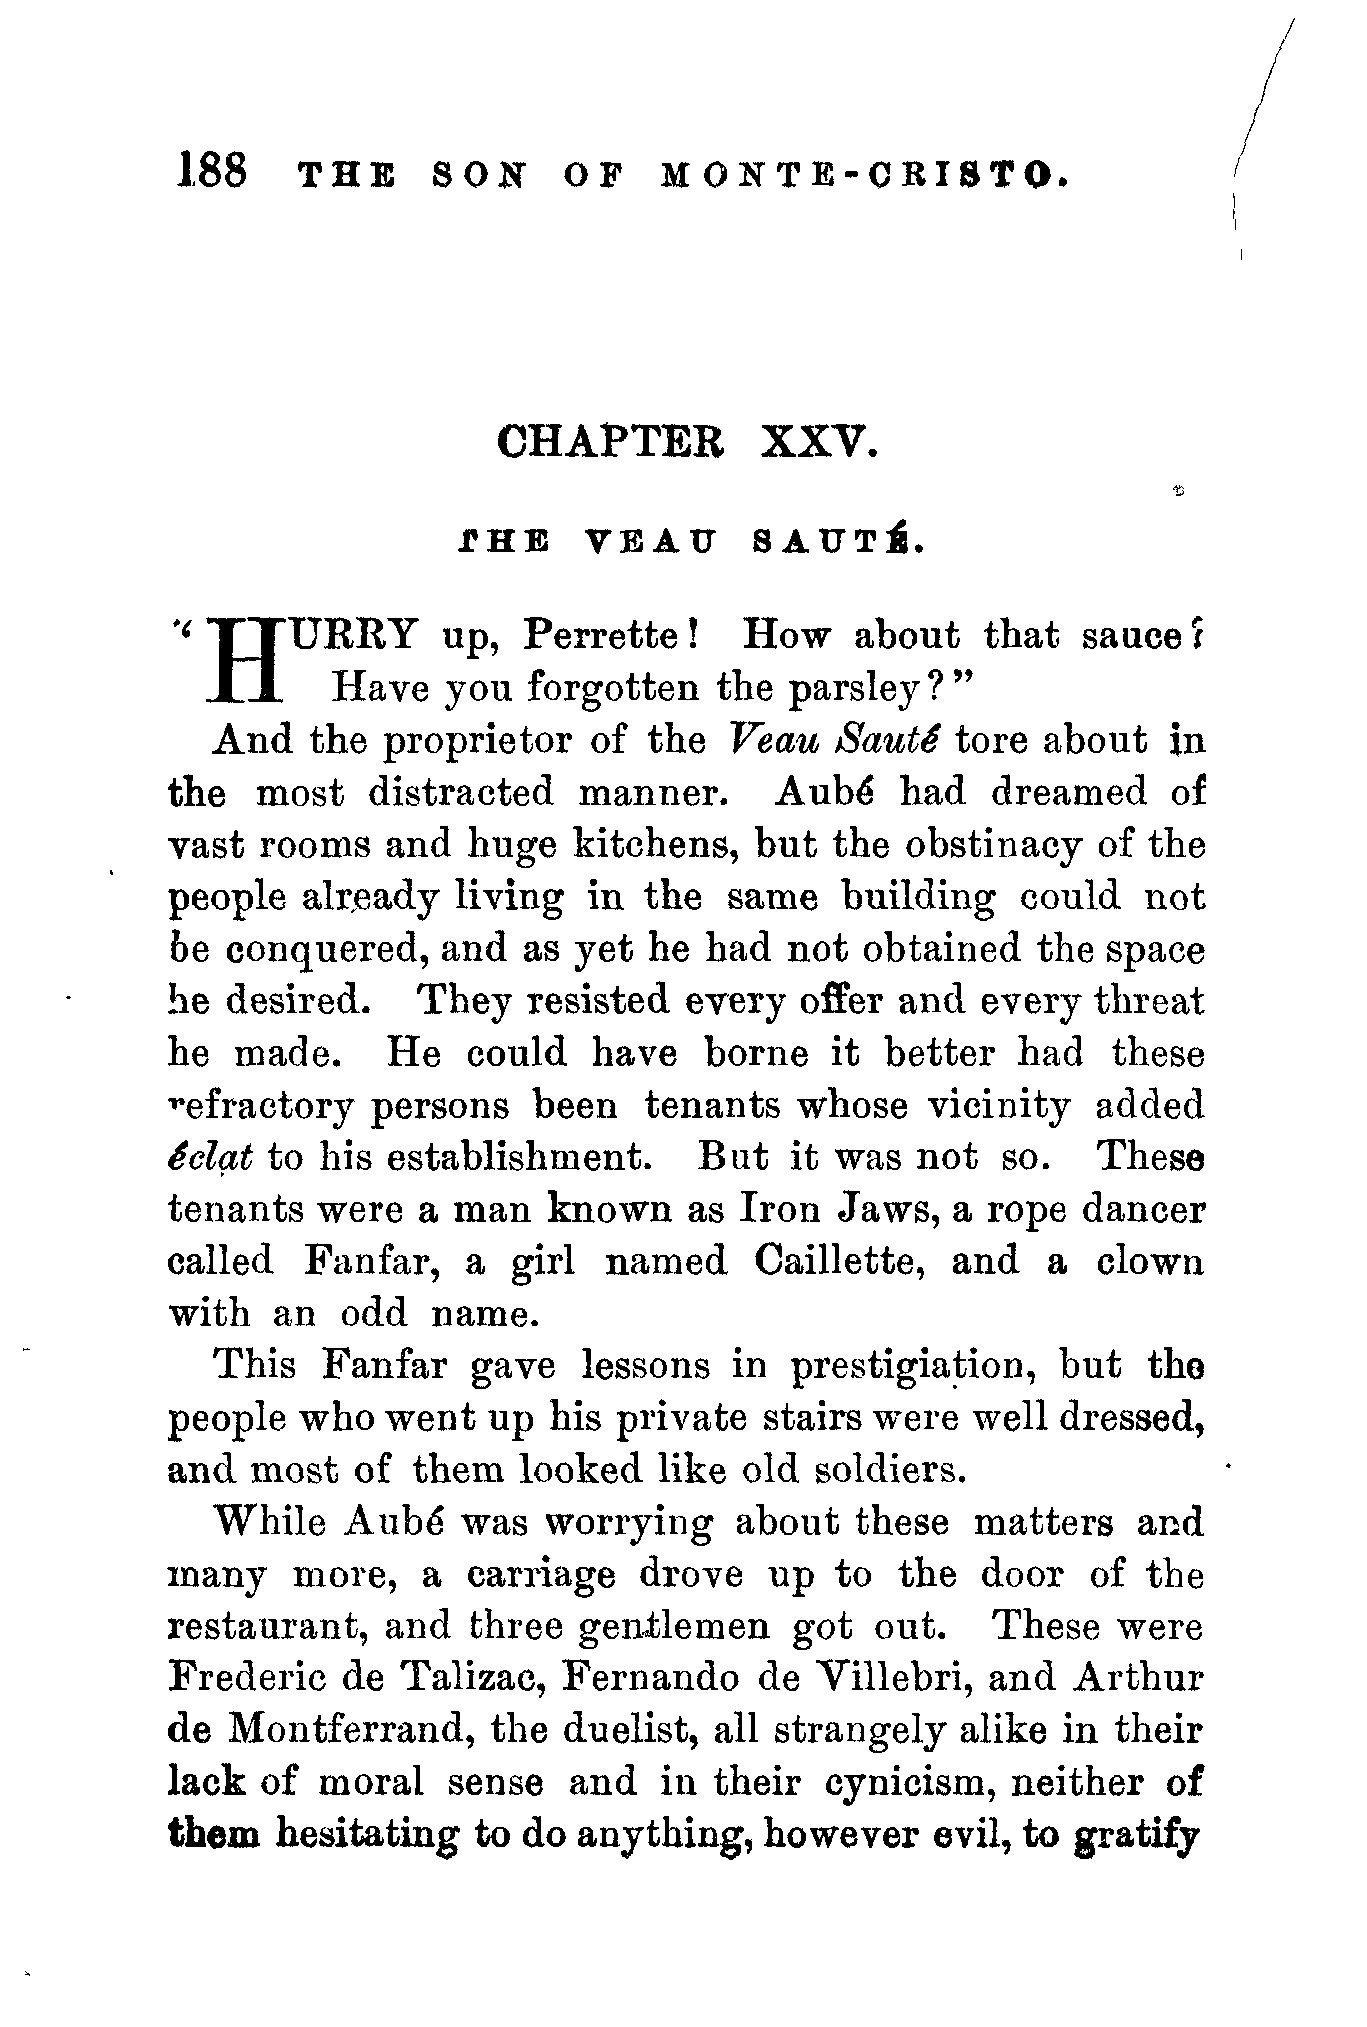 188 THE SON OF MONTE-CRISTO.
CHAPTER XXV.
THE VEAU SAUTÉ.
"HURRY up, Perrette! How about that sauce?
Have you forgotten the parsley?"
And the proprietor of the Veau Sauté tore about in
the most distracted manner. Aubé had dreamed of
vast rooms and huge kitchens, but the obstinacy of the
people already living in the same building could not
be conquered, and as yet he had not obtained the space
he desired. They resisted every offer and every threat
he made. He could have borne it better had these
refractory persons been tenants whose vicinity added
éclat to his establishment. But it was not so. These
tenants were a man known as Iron Jaws, a rope dancer
called Fanfar, a girl named Caillette, and a clown
with an odd name.
This Fanfar gave lessons in prestigiation, but the
people who went up his private stairs were well dressed,
and most of them looked like old soldiers.
While Aubé was worrying about these matters and
many more, a carriage drove up to the door of the
restaurant, and three gentlemen got out. These were
Frederic de Talizac, Fernando de Villebri, and Arthur
de Montferrand, the duelist, all strangely alike in their
lack of moral sense and in their cynicism, neither of
them hesitating to do anything, however evil, to gratify